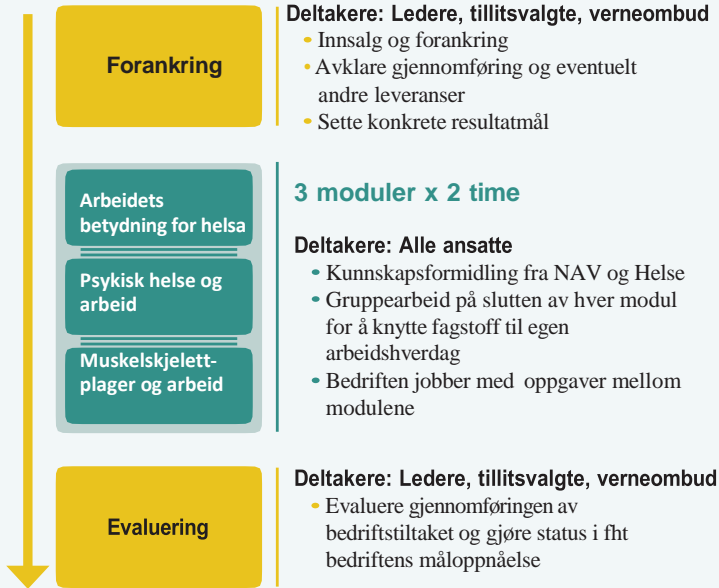 Forankring
Deltakere: Ledere, tillitsvalgte, verneombud
• Innsalg og forankring
• Avklare gjennomføring og eventuelt
andre leveranser
• Sette konkrete resultatmål
Arbeidets
betydning for helsa
Psykisk helse og
arbeid
Muskelskjelett-
plager og arbeid
3 moduler x 2 time
Deltakere: Alle ansatte
• Kunnskapsformidling fra NAV og Helse
• Gruppearbeid på slutten av hver modul
for å knytte fagstoff til egen
arbeidshverdag
• Bedriften jobber med oppgaver mellom
modulene
Evaluering
Deltakere: Ledere, tillitsvalgte, verneombud
• Evaluere gjennomføringen av
bedriftstiltaket og gjøre status i fht
bedriftens måloppnåelse